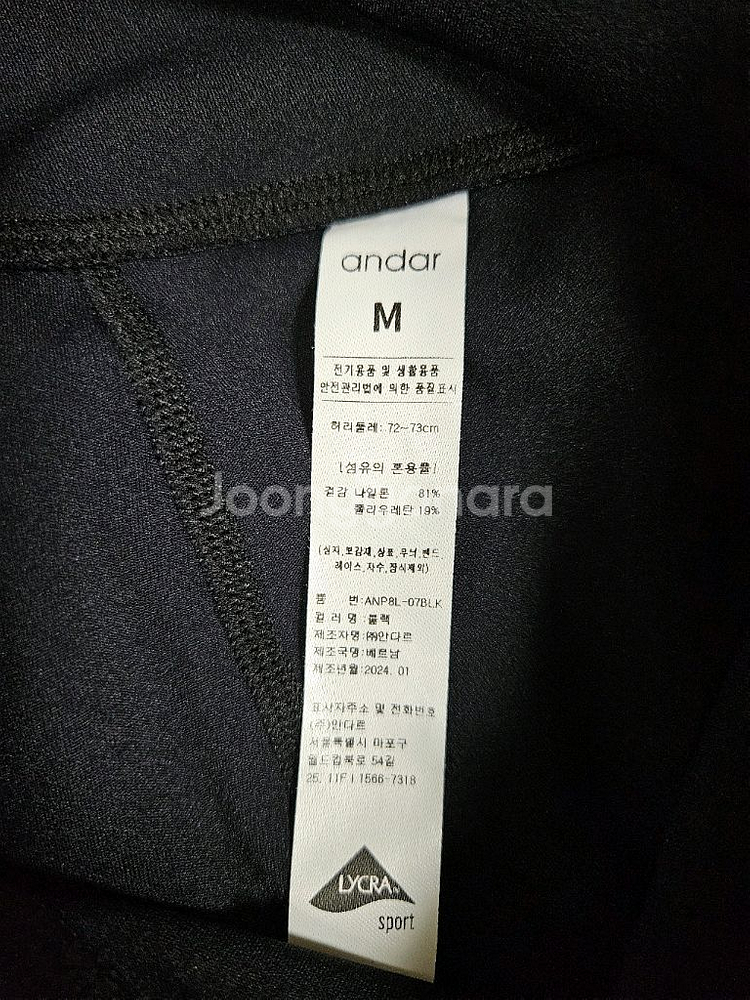 andar
M
전기용품 및 생활용품
안전관리법에 의한 품질표시
허리둘레: 72~73cm
[섬유의 혼용률]
겉감 나일론 81%
폴리우레탄 19%
(심지,보강재,상표,무늬,밴드,
레이스,자수,장식제외)
품 번:ANP8L-07BLK
컬 러 명:블랙
제조자명:㈜안다르
제조국명:베트남
제조년월:2024. 01
표시자주소 및 전화번호
(주)안다르
서울특별시 마포구
월드컵북로 54길
25, 11F | 1566-7318
LYCRA
sport
Joonggonara